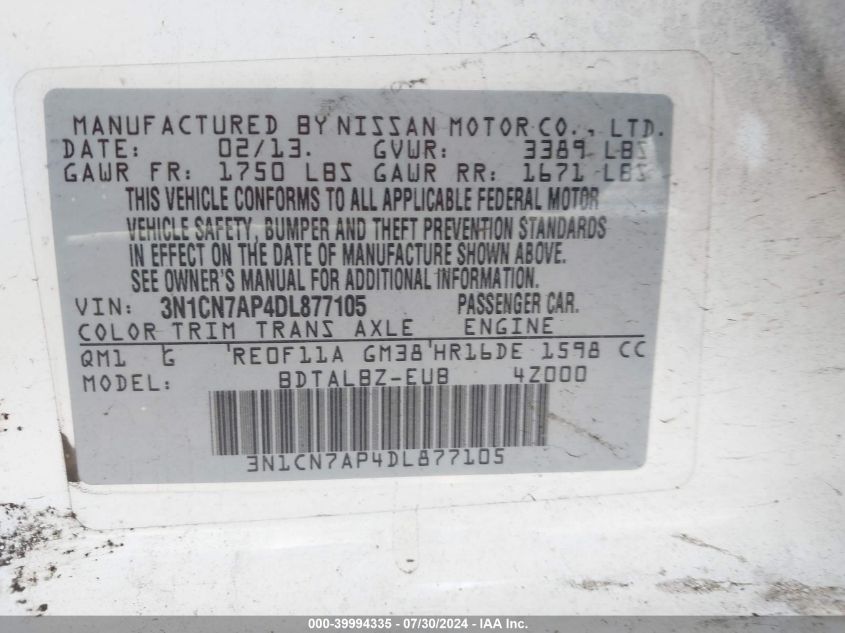 MANUFACTURED BY NISSAN MOTOR CO., LTD.
DATE: 02/13. GVWR: 3389 LBS
GAWR FR: 1750 LBS GAWR RR: 1671 LBS
THIS VEHICLE CONFORMS TO ALL APPLICABLE FEDERAL MOTOR
VEHICLE SAFETY, BUMPER AND THEFT PREVENTION STANDARDS
IN EFFECT ON THE DATE OF MANUFACTURE SHOWN ABOVE.
SEE OWNER'S MANUAL FOR ADDITIONAL INFORMATION.
VIN: 3N1CN7AP4DL877105 PASSENGER CAR.
COLOR TRIM TRANS AXLE ENGINE
QM1 G RE0F11A GM38 HR16DE 1598 CC
MODEL: BDTALBZ-EUB 4Z000
3N1CN7AP4DL877105
000-39994335 - 07/30/2024 - IAA Inc.